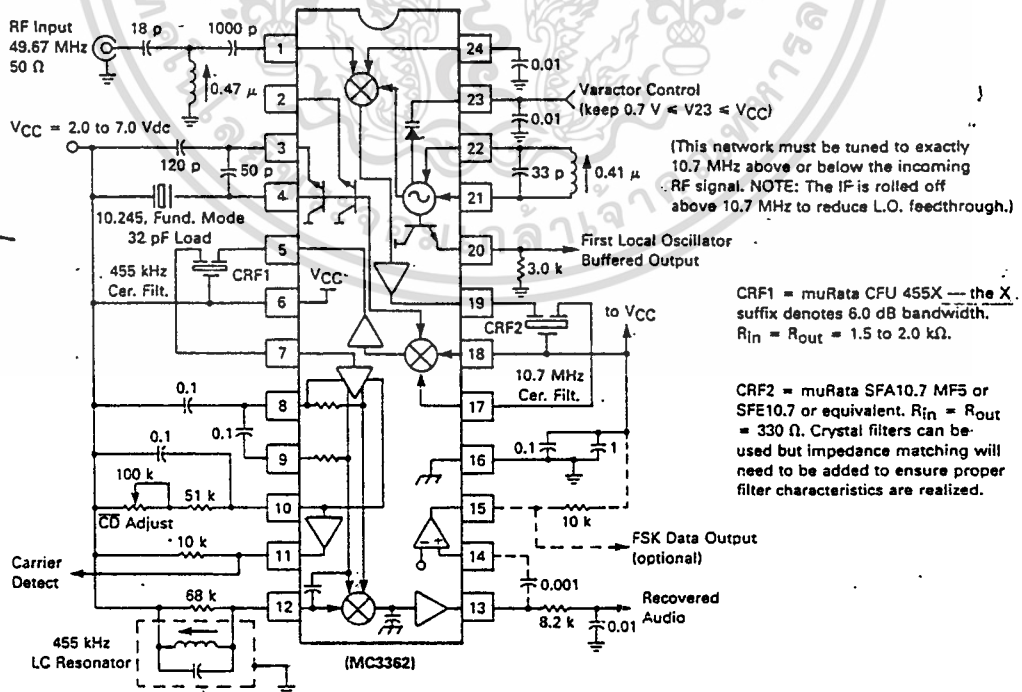 RF Input
49.67 MHz
50 Ω
18 p
1000 p
0.47 μ
VCC = 2.0 to 7.0 Vdc
120 p
50 p
10.245, Fund. Mode
32 pF Load
455 kHz
Cer. Filt.
CRF1
VCC
0.1
0.1
0.1
100 k
51 k
CD Adjust
10 k
Carrier
Detect
68 k
455 kHz
LC Resonator
1
2
3
4
5
6
7
8
9
10
11
12
(MC3362)
24
23
22
21
20
19
18
17
16
15
14
13
0.01
Varactor Control
(keep 0.7 V ≤ V23 ≤ VCC)
0.01
33 p
0.41 μ
(This network must be tuned to exactly
10.7 MHz above or below the incoming
RF signal. NOTE: The IF is rolled off
above 10.7 MHz to reduce L.O. feedthrough.)
First Local Oscillator
Buffered Output
3.0 k
CRF2
to VCC
10.7 MHz
Cer. Filt.
0.1
1
10 k
FSK Data Output
(optional)
0.001
Recovered
Audio
8.2 k
0.01
CRF1 = muRata CFU 455X — the X
suffix denotes 6.0 dB bandwidth.
Rin = Rout = 1.5 to 2.0 kΩ.
CRF2 = muRata SFA10.7 MF5 or
SFE10.7 or equivalent. Rin = Rout
= 330 Ω. Crystal filters can be
used but impedance matching will
need to be added to ensure proper
filter characteristics are realized.